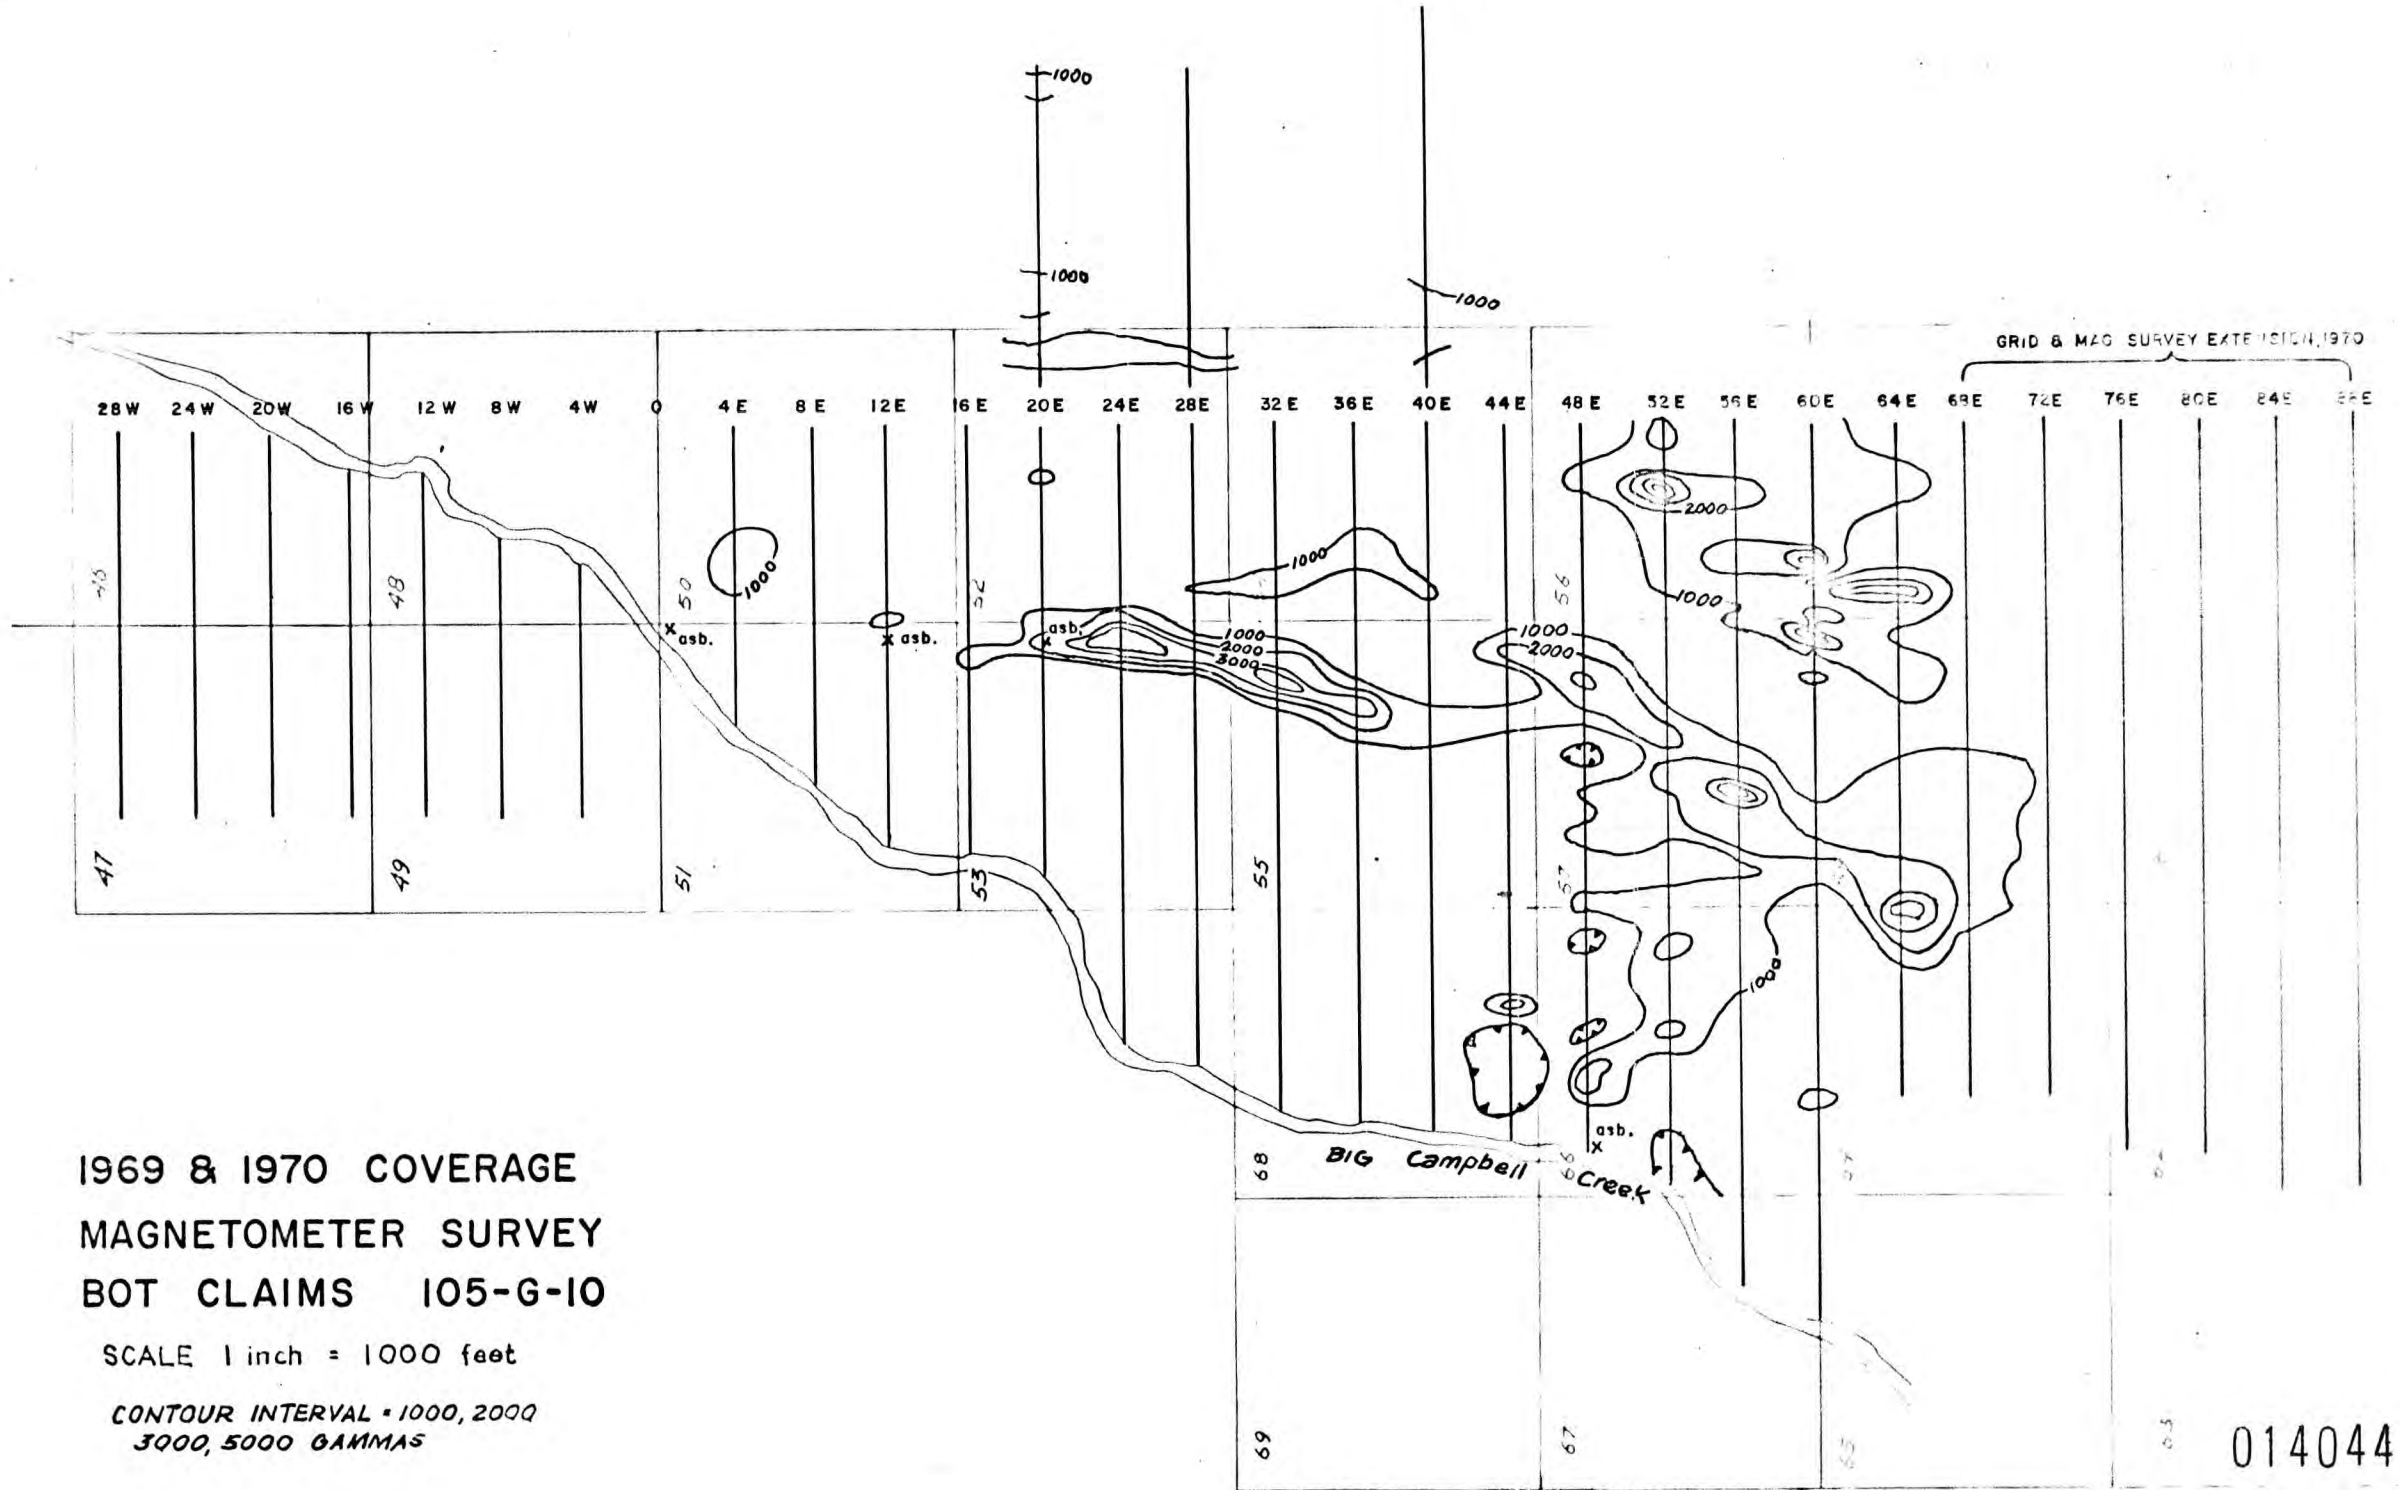 1000
1000
1000
GRID & MAG SURVEY EXTENSION, 1970
28W 24W 20W 16W 12W 8W 4W 0 4E 8E 12E 16E 20E 24E 28E 32E 36E 40E 44E 48E 52E 56E 60E 64E 68E 72E 76E 80E 84E 88E
2000
1000
1000
48
50
52
56
1000
asb.
asb.
asb.
1000
2000
3000
1000
2000
47
49
51
53
55
57
1000
asb.
BIG Campbell Creek
68
66
69
67
1969 & 1970 COVERAGE
MAGNETOMETER SURVEY
BOT CLAIMS 105-G-10
SCALE 1 inch = 1000 feet
CONTOUR INTERVAL = 1000, 2000
3000, 5000 GAMMAS
014044